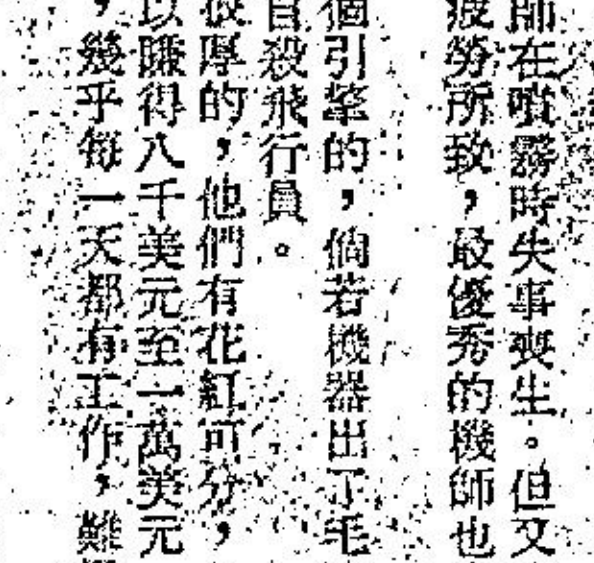 師在噴霧時失事喪生。但又
疲勞所致，最優秀的機師也
個引擎的，倘若機器出了毛
自殺飛行員。
很厚的，他們有花紅可分，
以賺得八千美元至一萬美元
，幾乎每一天都有工作，難